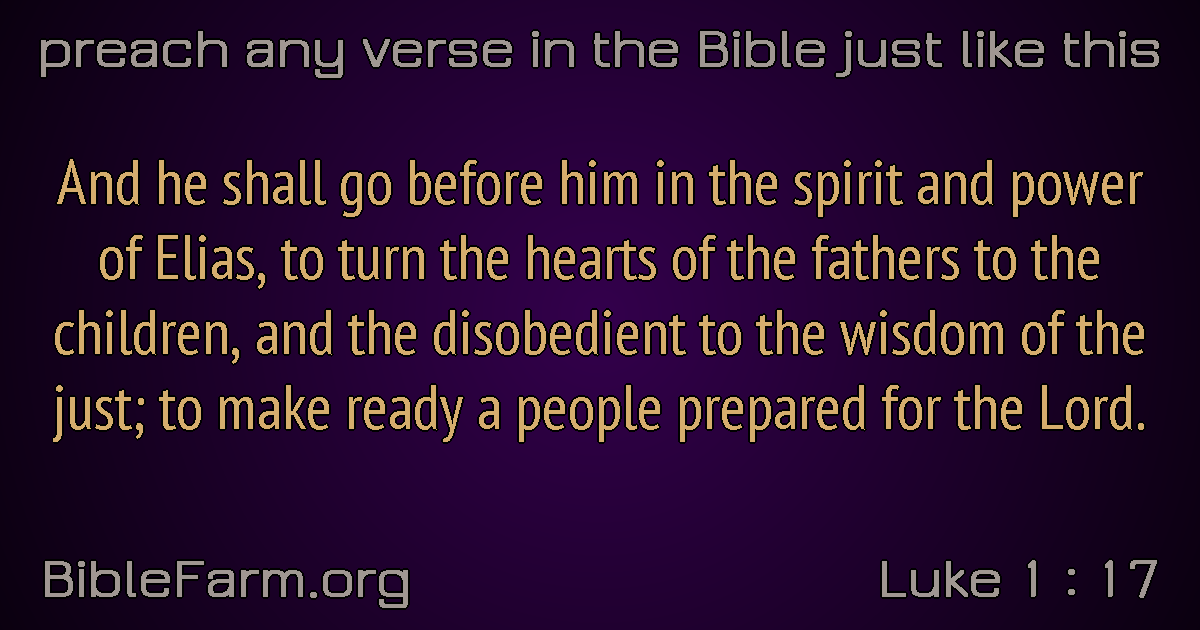 preach any verse in the Bible just like this
And he shall go before him in the spirit and power
of Elias, to turn the hearts of the fathers to the
children, and the disobedient to the wisdom of the
just; to make ready a people prepared for the Lord.
BibleFarm.org
Luke 1 : 17